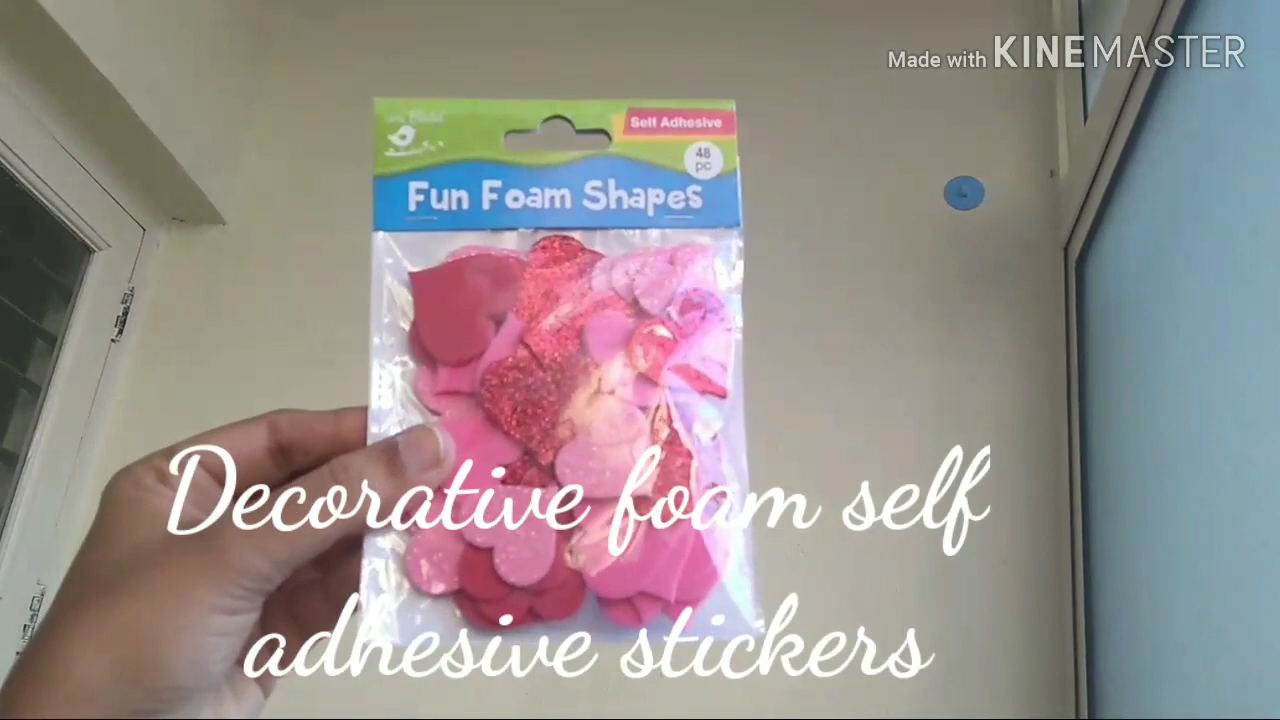 Made with KINEMASTER
Self Adhesive
48
pc
Fun Foam Shapes
Decorative foam self
adhesive stickers